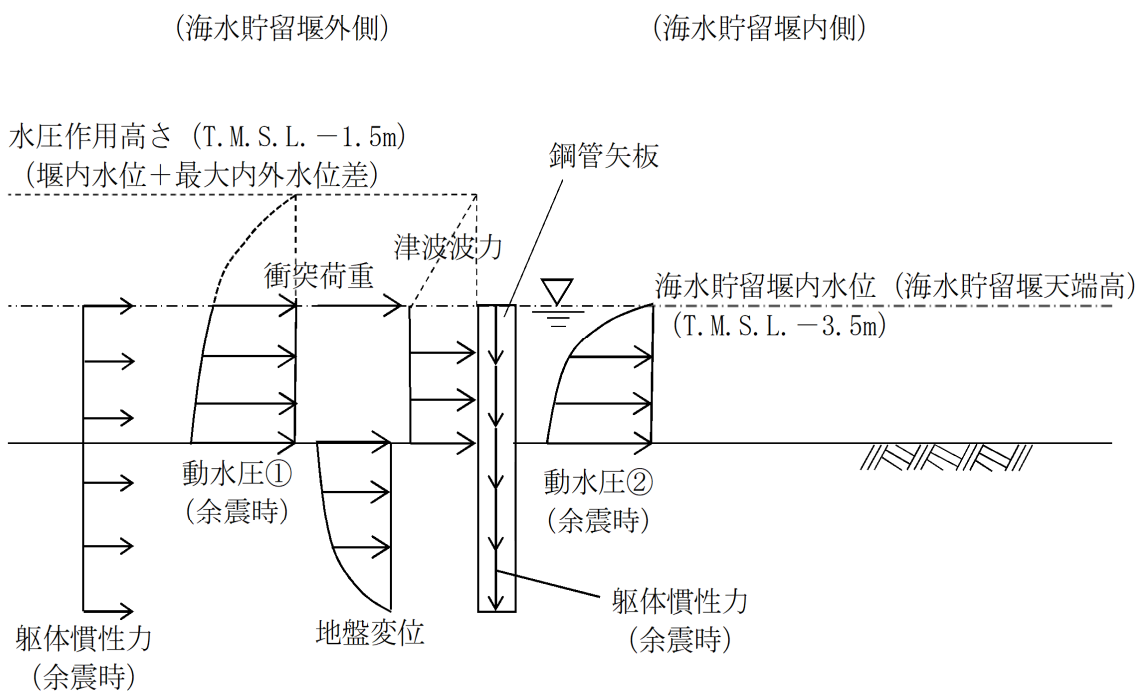 (海水貯留堰外側)
(海水貯留堰内側)
水圧作用高さ (T.M.S.L.－1.5m)
(堰内水位＋最大内外水位差)
鋼管矢板
津波波力
衝突荷重
海水貯留堰内水位 (海水貯留堰天端高)
(T.M.S.L.－3.5m)
動水圧①
(余震時)
動水圧②
(余震時)
躯体慣性力
(余震時)
地盤変位
躯体慣性力
(余震時)